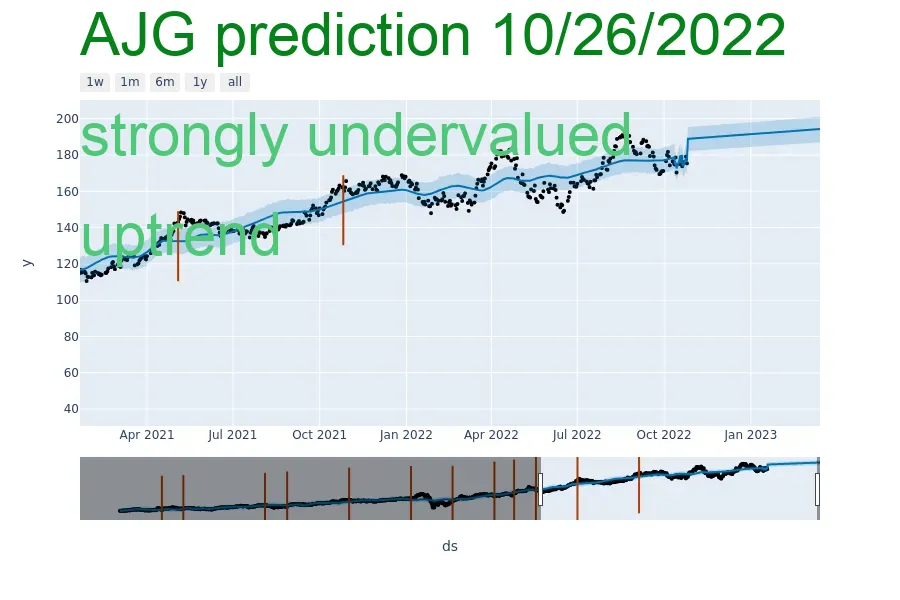 AJG prediction 10/26/2022
1w 1m 6m 1y all
200
strongly undervalued
180
160
140
uptrend
120
y
100
80
60
40
Apr 2021 Jul 2021 Oct 2021 Jan 2022 Apr 2022 Jul 2022 Oct 2022 Jan 2023
ds